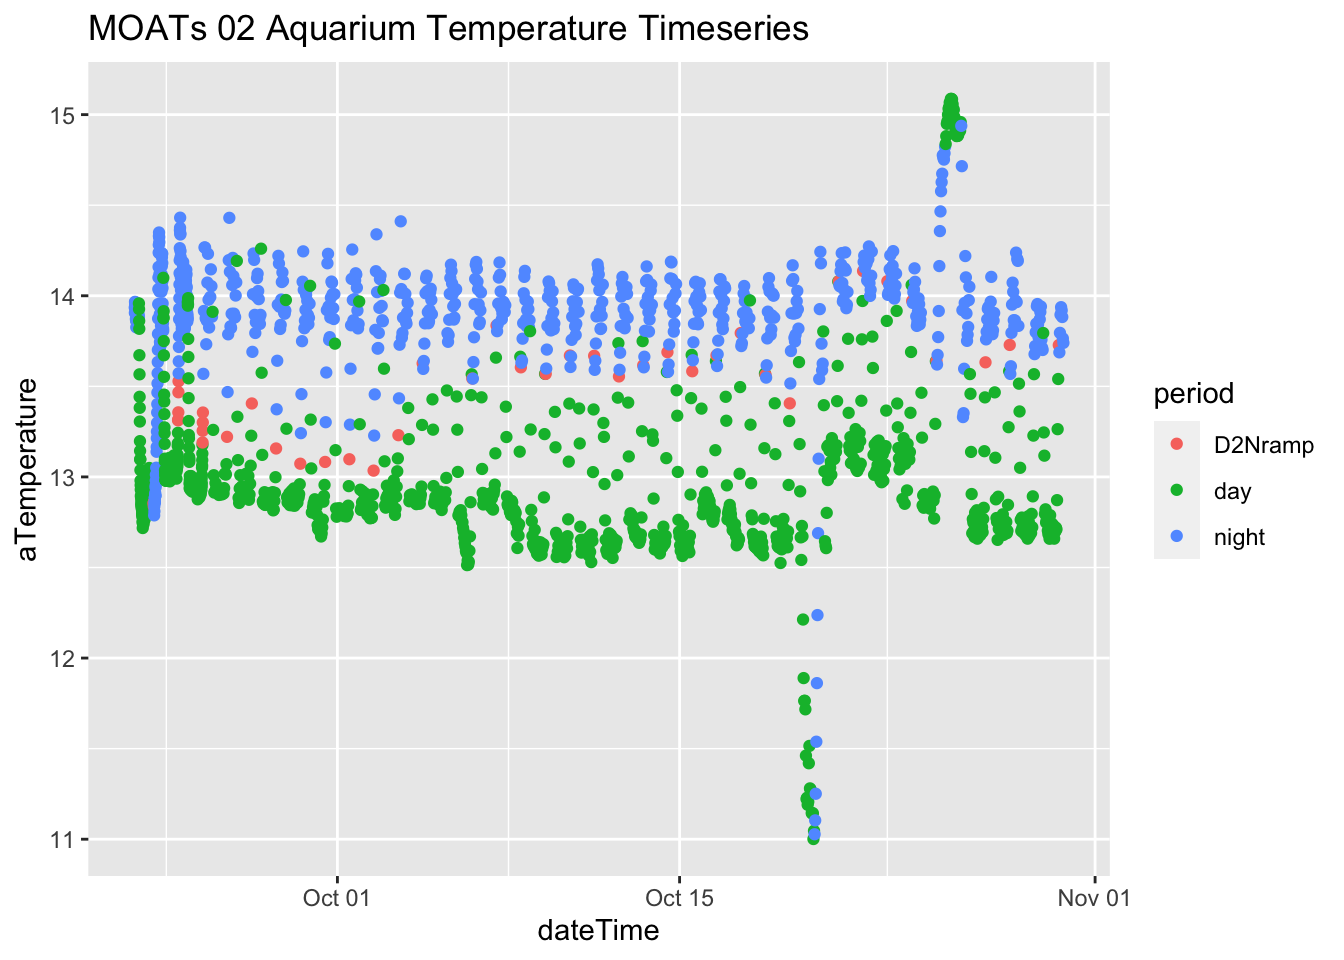 MOATs 02 Aquarium Temperature Timeseries
15
14
13
12
11
aTemperature
Oct 01
Oct 15
Nov 01
dateTime
period
D2Nramp
day
night